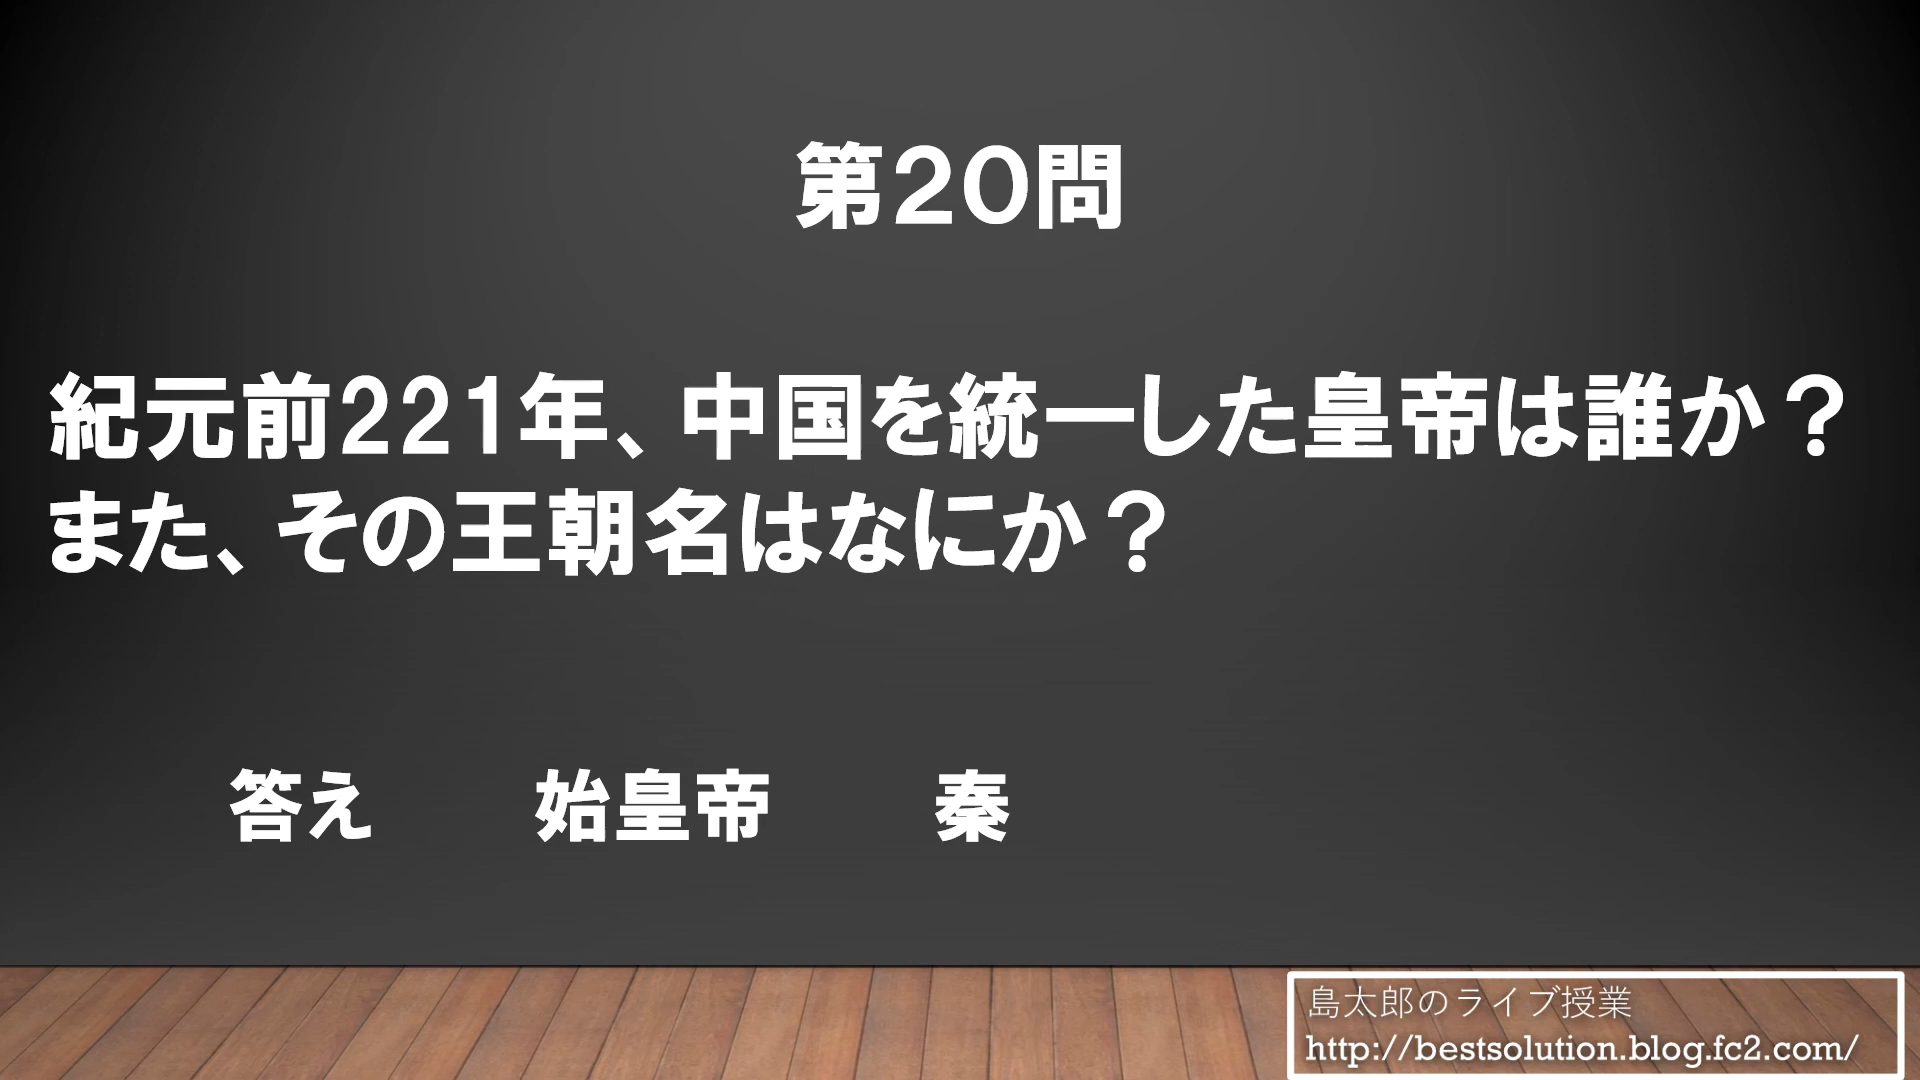 第２０問
紀元前221年、中国を統一した皇帝は誰か？
また、その王朝名はなにか？
答え　　始皇帝　　秦
島太郎のライブ授業
http://bestsolution.blog.fc2.com/